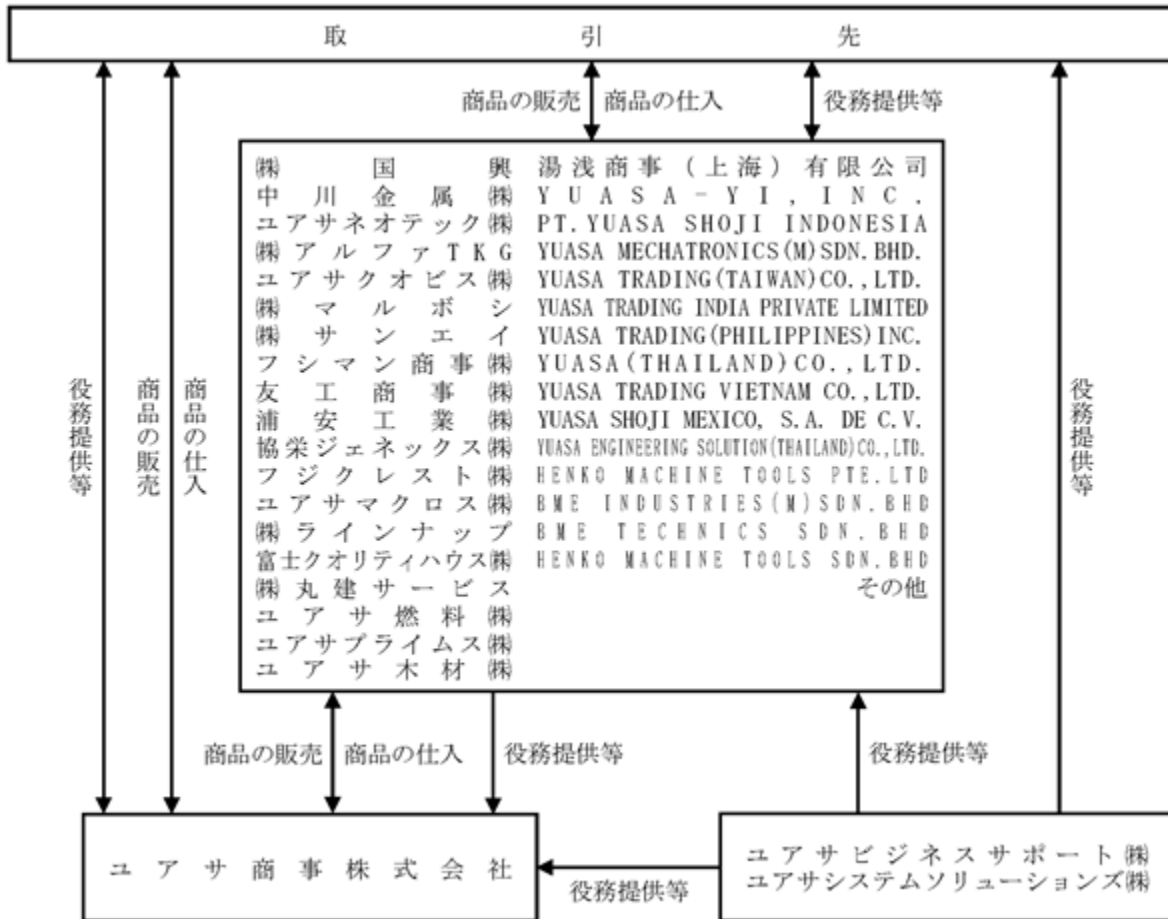 取引先
商品の販売 商品の仕入 役務提供等
㈱国興 湯浅商事(上海)有限公司
中川金属㈱ YUASA-YI, INC.
ユアサネオテック㈱ PT.YUASA SHOJI INDONESIA
㈱アルファTKG YUASA MECHATRONICS(M)SDN.BHD.
ユアサクオビス㈱ YUASA TRADING(TAIWAN)CO.,LTD.
㈱マルボシ YUASA TRADING INDIA PRIVATE LIMITED
㈱サンエイ YUASA TRADING(PHILIPPINES)INC.
フシマン商事㈱ YUASA(THAILAND)CO.,LTD.
友工商事㈱ YUASA TRADING VIETNAM CO.,LTD.
浦安工業㈱ YUASA SHOJI MEXICO, S.A. DE C.V.
協栄ジェネックス㈱ YUASA ENGINEERING SOLUTION(THAILAND)CO.,LTD.
フジクレスト㈱ HENKO MACHINE TOOLS PTE.LTD
ユアサマクロス㈱ BME INDUSTRIES(M)SDN.BHD
㈱ラインナップ BME TECHNICS SDN.BHD
富士クオリティハウス㈱ HENKO MACHINE TOOLS SDN.BHD
㈱丸建サービス その他
ユアサ燃料㈱
ユアサプライムス㈱
ユアサ木材㈱
役務提供等
商品の販売
商品の仕入
役務提供等
商品の販売 商品の仕入 役務提供等 役務提供等
ユアサ商事株式会社
役務提供等
ユアサビジネスサポート㈱
ユアサシステムソリューションズ㈱